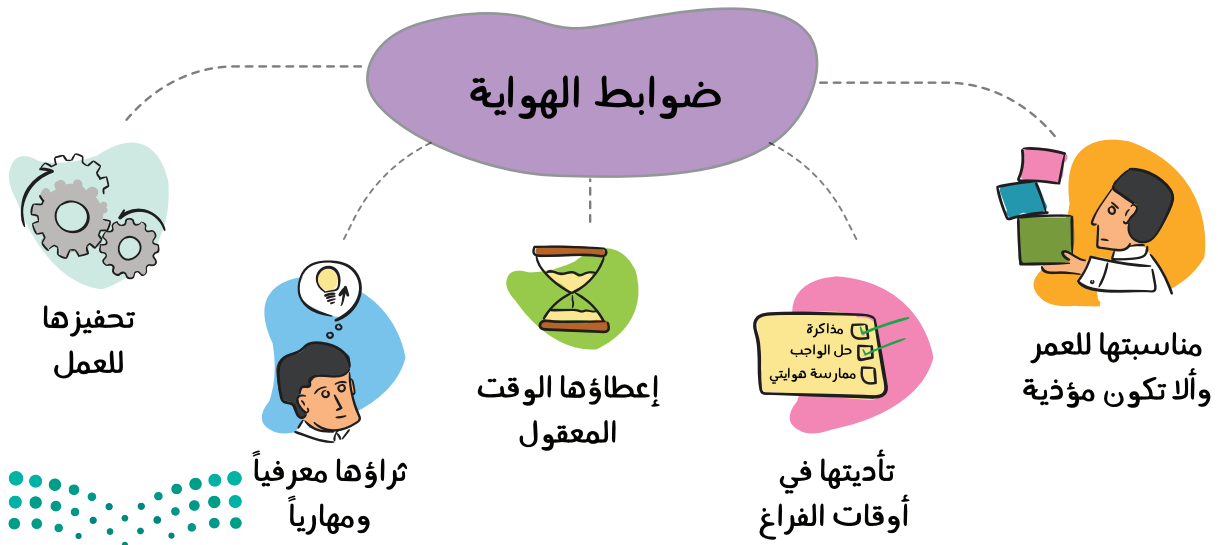 ضوابط الهواية
مناسبتها للعمر
وألا تكون مؤذية
مذاكرة
حل الواجب
ممارسة هوايتي
تأديتها في
أوقات الفراغ
إعطاؤها الوقت
المعقول
ثراؤها معرفياً
ومهارياً
تحفيزها
للعمل